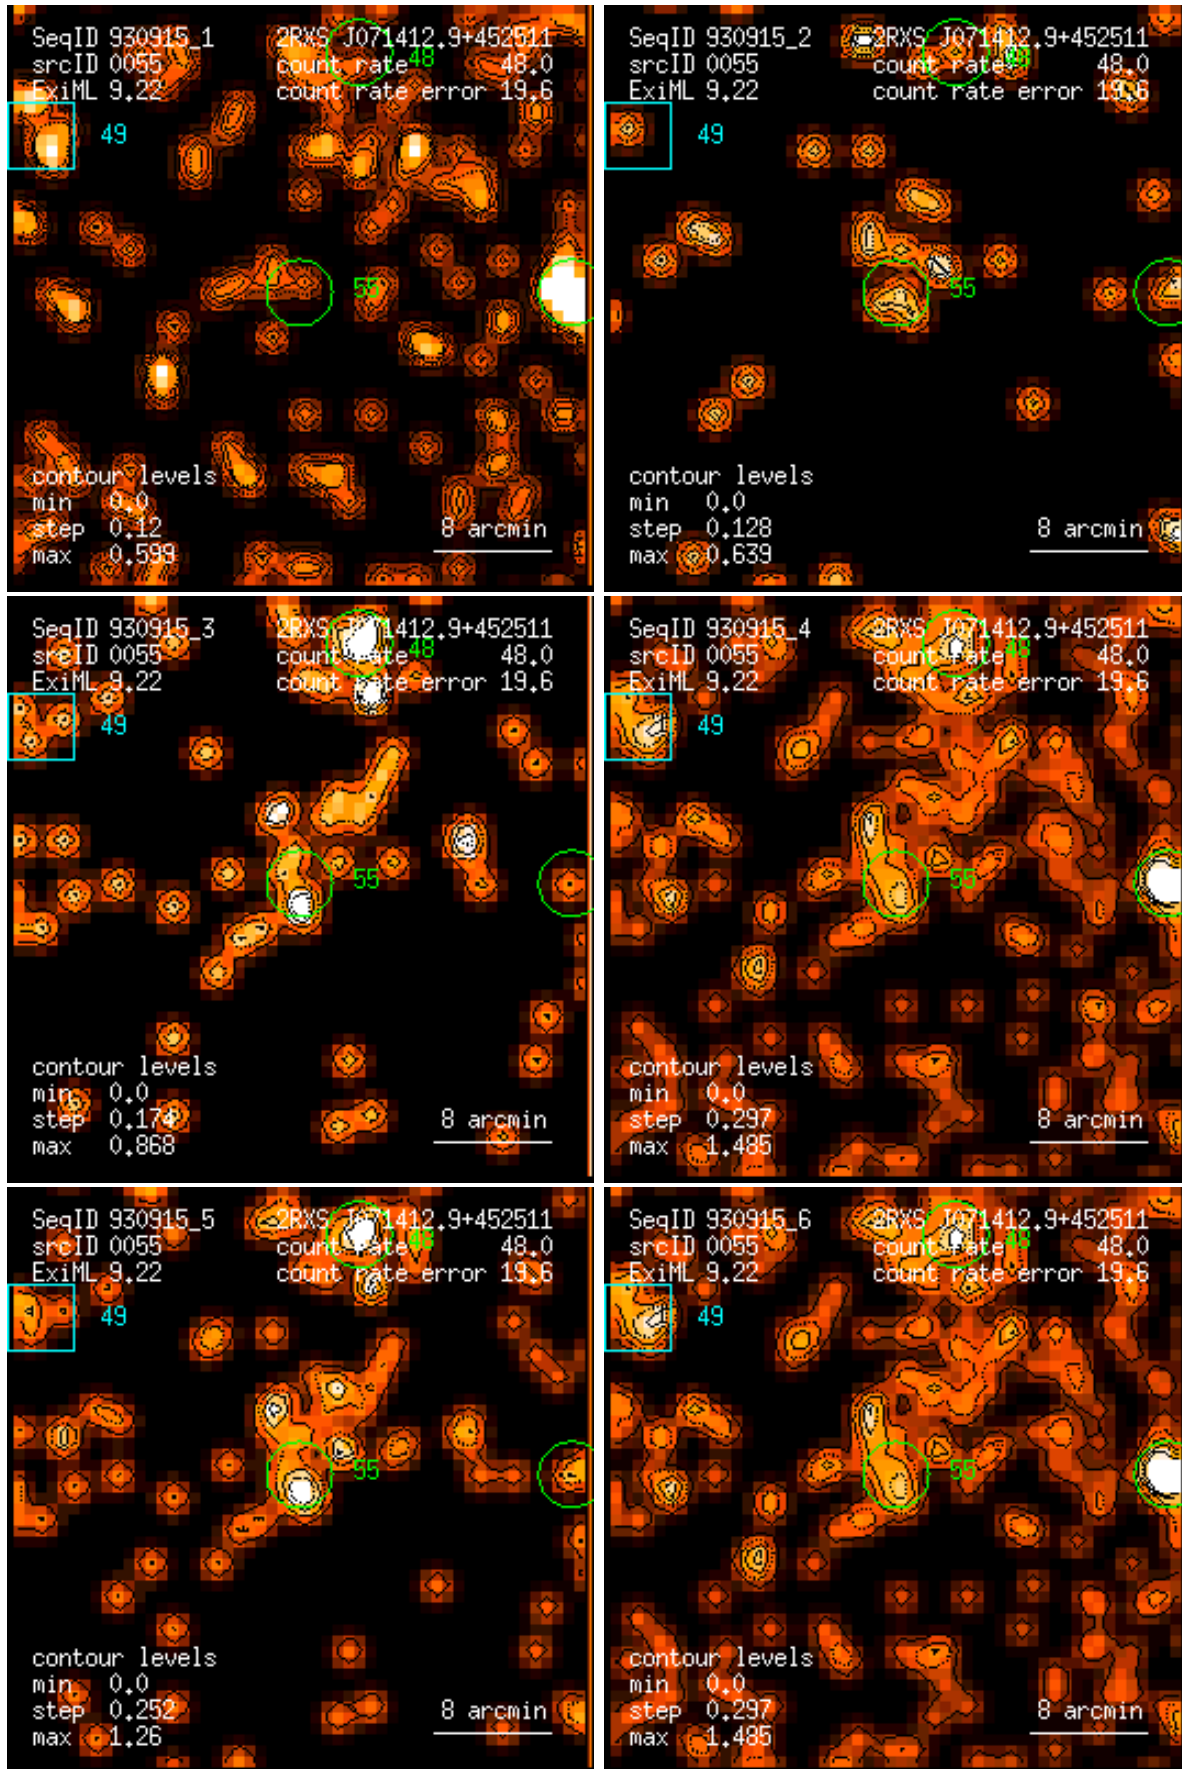 SeqID 930915_1 2RXS J071412.9+452511
srcID 0055 count rate 48 48.0
ExiML 9.22 count rate error 19.6
49
55
contour levels
min 0.0
step 0.12 8 arcmin
max 0.599
SeqID 930915_2 2RXS J071412.9+452511
srcID 0055 count rate 48 48.0
ExiML 9.22 count rate error 19.6
49
55
contour levels
min 0.0
step 0.128 8 arcmin
max 0.639
SeqID 930915_3 2RXS J071412.9+452511
srcID 0055 count rate 48 48.0
ExiML 9.22 count rate error 19.6
49
55
contour levels
min 0.0
step 0.174 8 arcmin
max 0.868
SeqID 930915_4 2RXS J071412.9+452511
srcID 0055 count rate 48 48.0
ExiML 9.22 count rate error 19.6
49
55
contour levels
min 0.0
step 0.297 8 arcmin
max 1.485
SeqID 930915_5 2RXS J071412.9+452511
srcID 0055 count rate 48 48.0
ExiML 9.22 count rate error 19.6
49
55
contour levels
min 0.0
step 0.252 8 arcmin
max 1.26
SeqID 930915_6 2RXS J071412.9+452511
srcID 0055 count rate 48 48.0
ExiML 9.22 count rate error 19.6
49
55
contour levels
min 0.0
step 0.297 8 arcmin
max 1.485